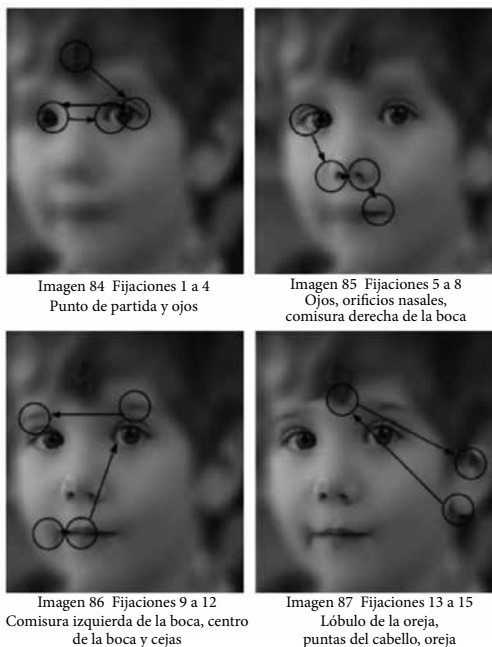 Imagen 84 Fijaciones 1 a 4
Punto de partida y ojos
Imagen 85 Fijaciones 5 a 8
Ojos, orificios nasales,
comisura derecha de la boca
Imagen 86 Fijaciones 9 a 12
Comisura izquierda de la boca, centro
de la boca y cejas
Imagen 87 Fijaciones 13 a 15
Lóbulo de la oreja,
puntas del cabello, oreja